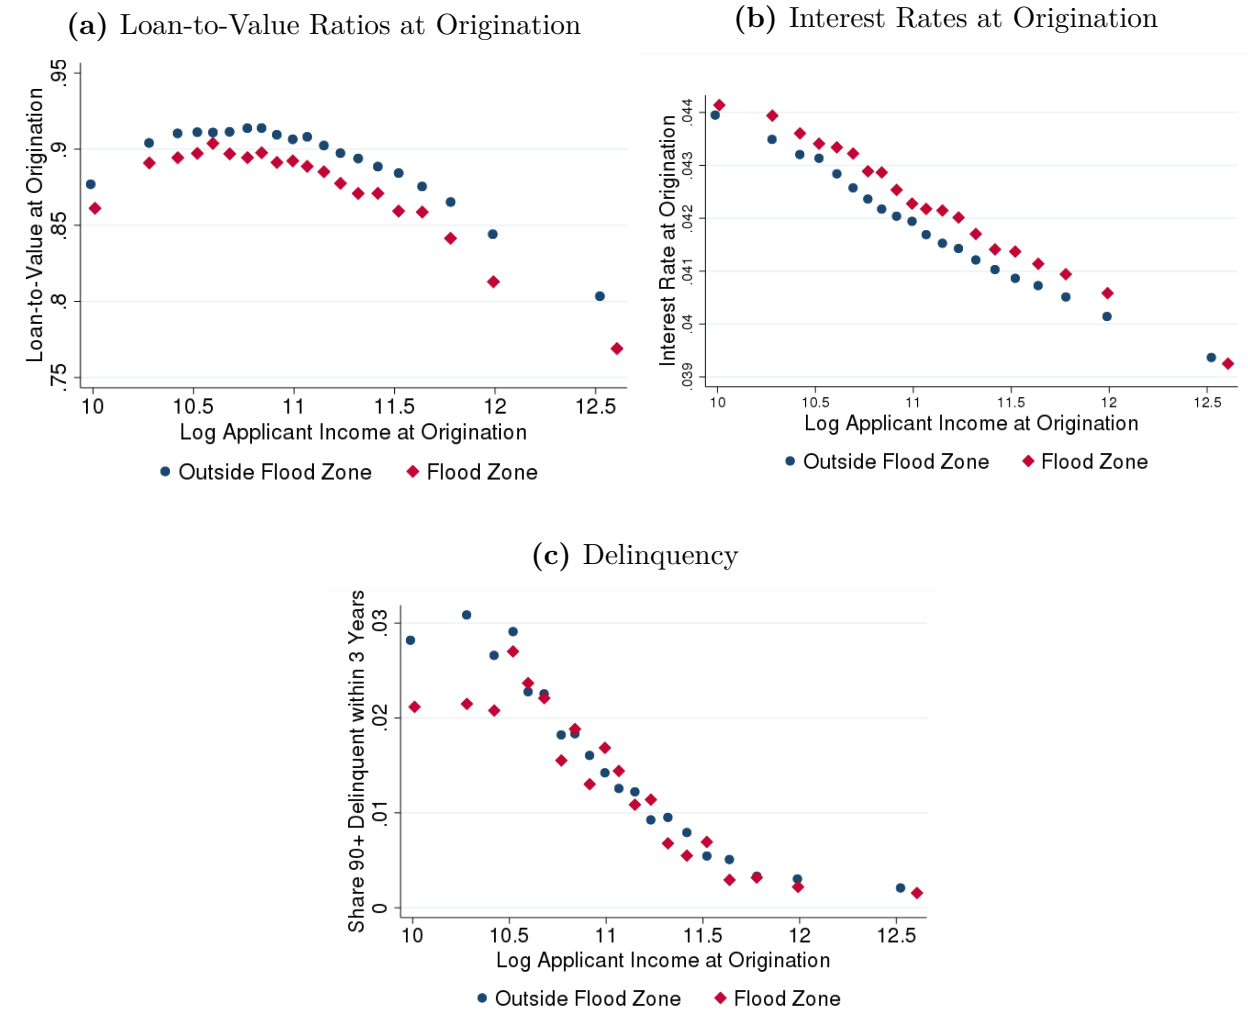 (a) Loan-to-Value Ratios at Origination
Loan-to-Value at Origination
.95
.9
.85
.8
.75
10 10.5 11 11.5 12 12.5
Log Applicant Income at Origination
Outside Flood Zone Flood Zone
(b) Interest Rates at Origination
Interest Rate at Origination
.044
.043
.042
.041
.04
.039
10 10.5 11 11.5 12 12.5
Log Applicant Income at Origination
Outside Flood Zone Flood Zone
(c) Delinquency
Share 90+ Delinquent within 3 Years
.03
.02
.01
0
10 10.5 11 11.5 12 12.5
Log Applicant Income at Origination
Outside Flood Zone Flood Zone